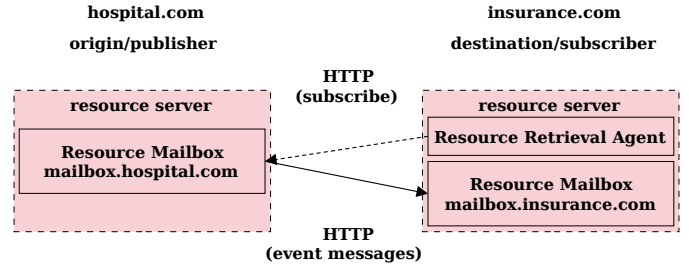 hospital.com
origin/publisher
insurance.com
destination/subscriber
HTTP
(subscribe)
resource server
Resource Mailbox
mailbox.hospital.com
resource server
Resource Retrieval Agent
Resource Mailbox
mailbox.insurance.com
HTTP
(event messages)